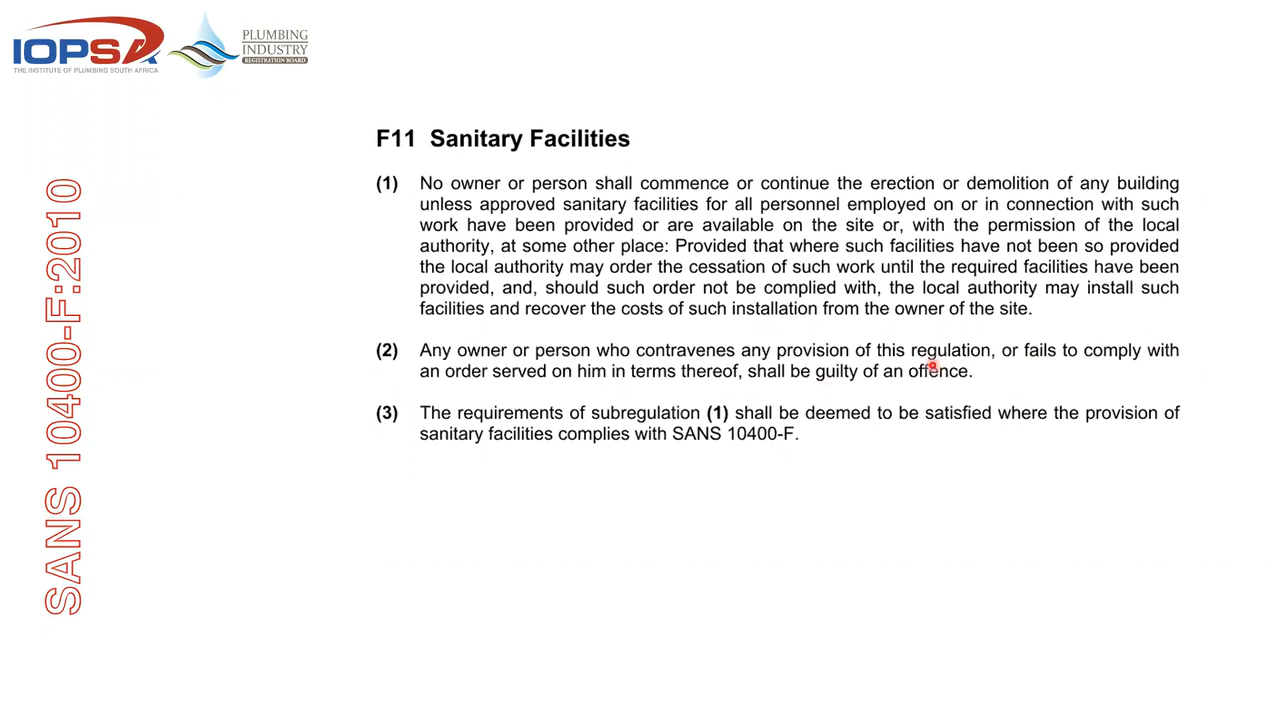 IOPSA
THE INSTITUTE OF PLUMBING SOUTH AFRICA
PLUMBING
INDUSTRY
REGISTRATION BOARD
SANS 10400-F:2010
F11 Sanitary Facilities
(1) No owner or person shall commence or continue the erection or demolition of any building
unless approved sanitary facilities for all personnel employed on or in connection with such
work have been provided or are available on the site or, with the permission of the local
authority, at some other place: Provided that where such facilities have not been so provided
the local authority may order the cessation of such work until the required facilities have been
provided, and, should such order not be complied with, the local authority may install such
facilities and recover the costs of such installation from the owner of the site.
(2) Any owner or person who contravenes any provision of this regulation, or fails to comply with
an order served on him in terms thereof, shall be guilty of an offence.
(3) The requirements of subregulation (1) shall be deemed to be satisfied where the provision of
sanitary facilities complies with SANS 10400-F.